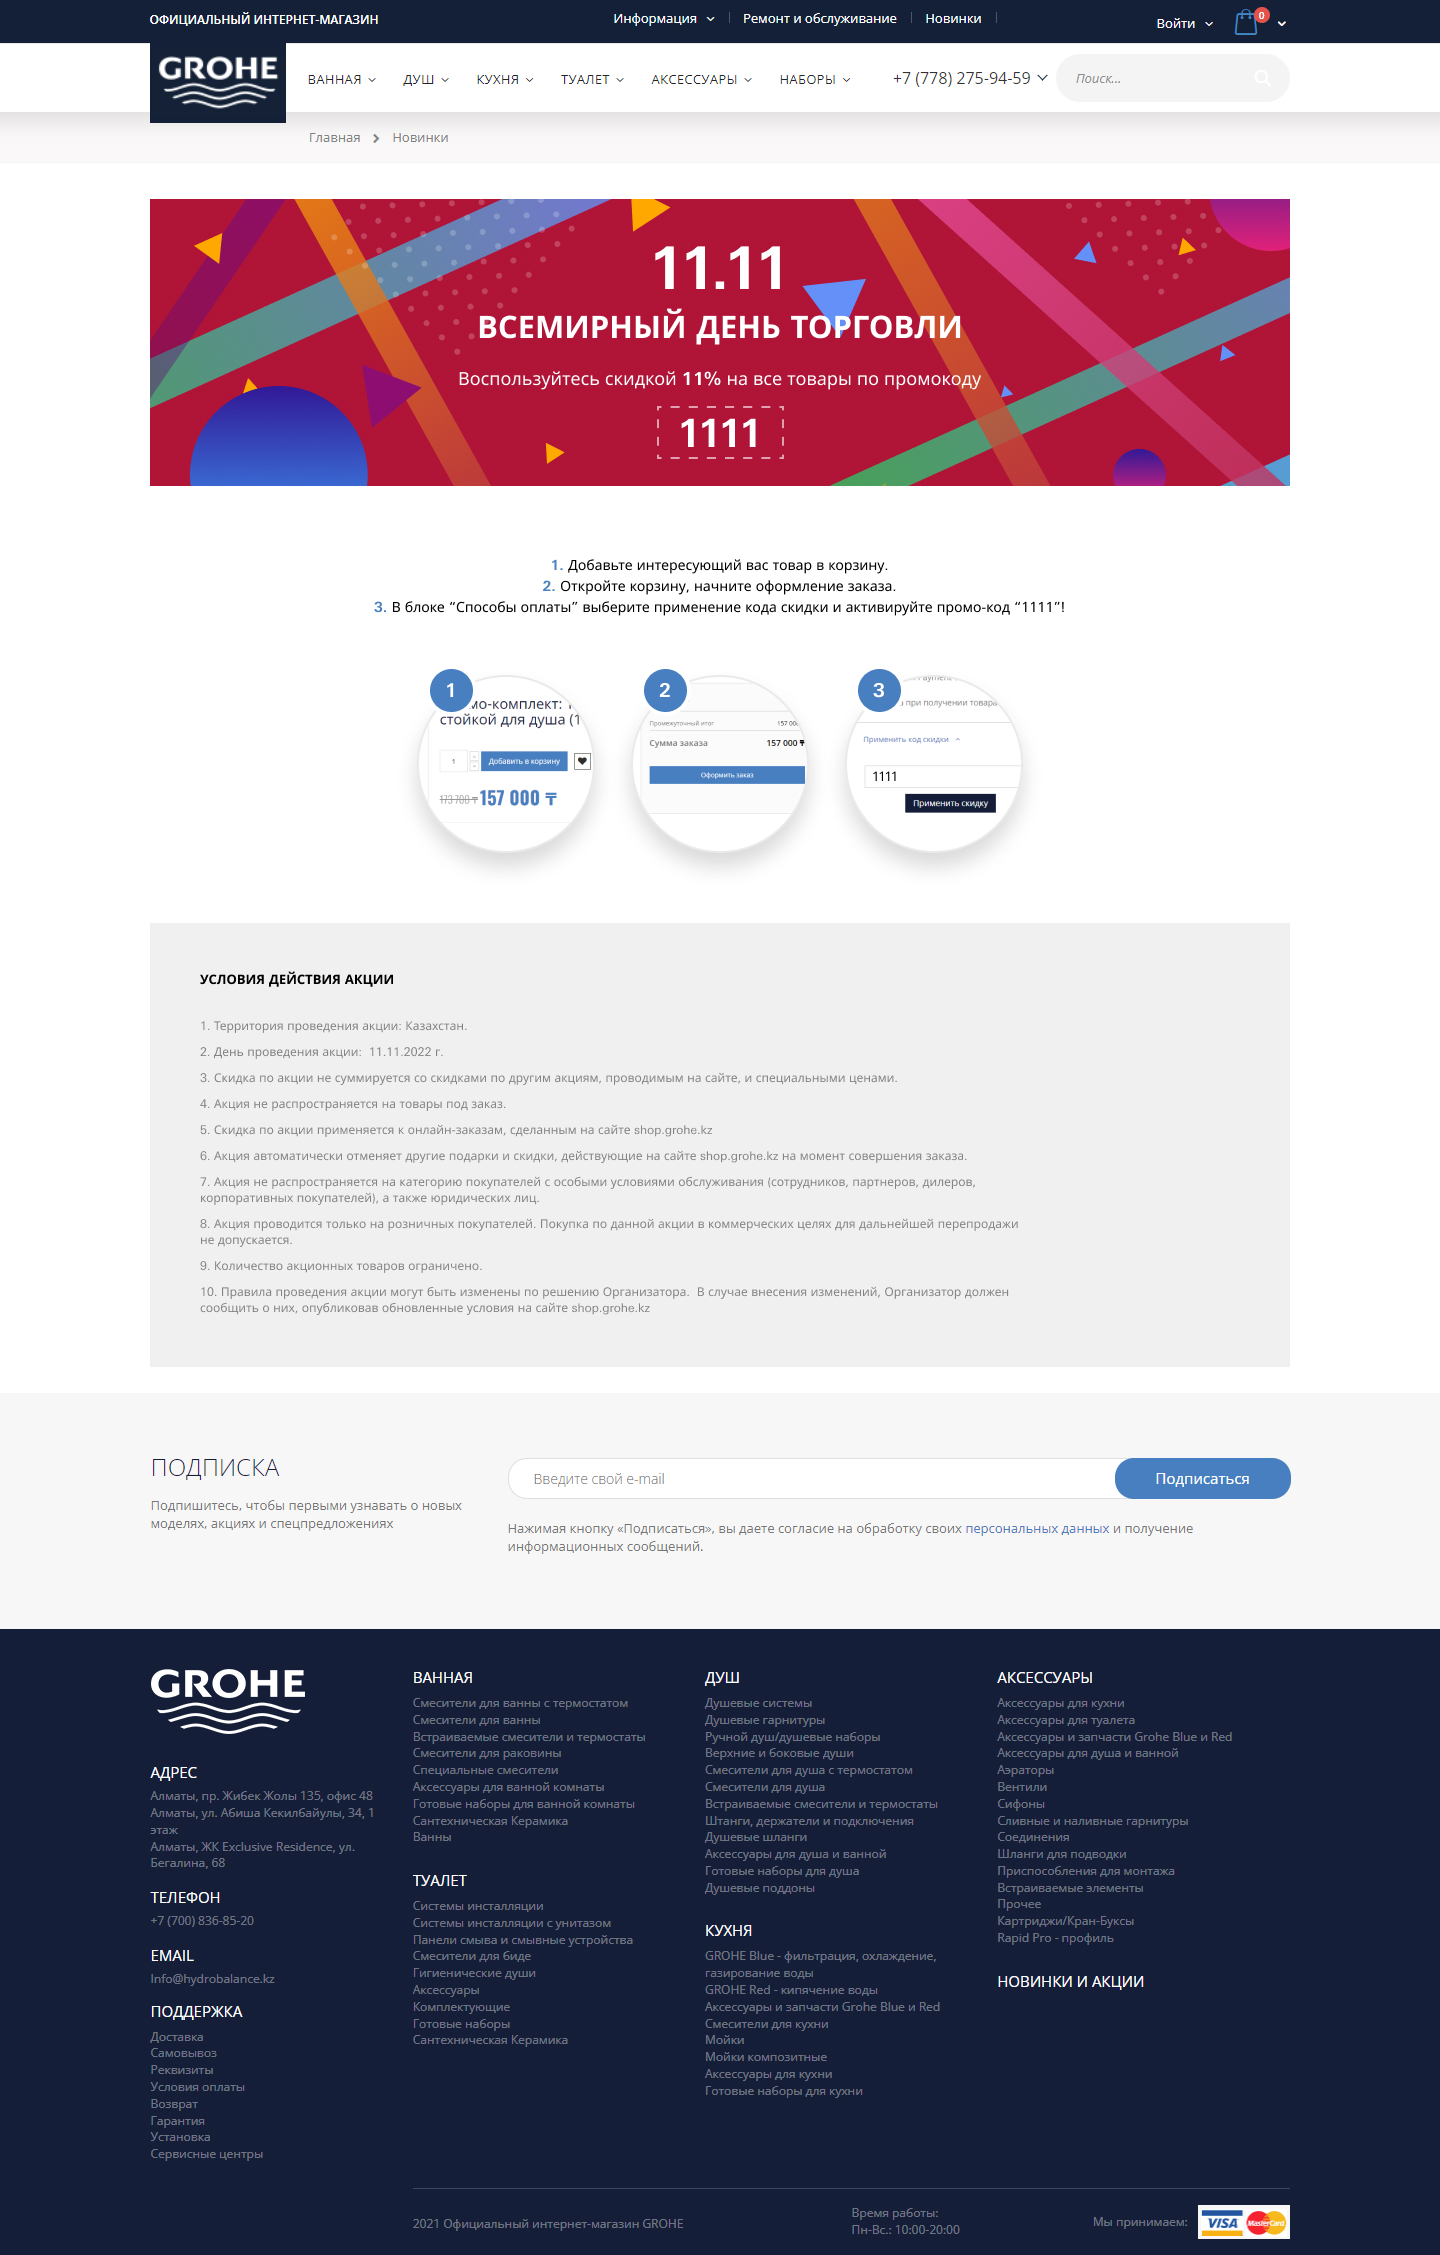 ОФИЦИАЛЬНЫЙ ИНТЕРНЕТ-МАГАЗИН
Информация
Ремонт и обслуживание
Новинки
Войти
0
GROHE
ВАННАЯ
ДУШ
КУХНЯ
ТУАЛЕТ
АКСЕССУАРЫ
НАБОРЫ
+7 (778) 275-94-59
Поиск...
Главная
Новинки
11.11
ВСЕМИРНЫЙ ДЕНЬ ТОРГОВЛИ
Воспользуйтесь скидкой 11% на все товары по промокоду
1111
1. Добавьте интересующий вас товар в корзину.
2. Откройте корзину, начните оформление заказа.
3. В блоке “Способы оплаты” выберите применение кода скидки и активируйте промо-код “1111”!
1
мо-комплект:
стойкой для душа (1
1
Добавить в корзину
173 700 ₸ 157 000 ₸
2
Промежуточный итог
157 00
Сумма заказа
157 000 ₸
Оформить заказ
3
Payment
при получении товара
Применить код скидки
1111
Применить скидку
УСЛОВИЯ ДЕЙСТВИЯ АКЦИИ
1. Территория проведения акции: Казахстан.
2. День проведения акции:  11.11.2022 г.
3. Скидка по акции не суммируется со скидками по другим акциям, проводимым на сайте, и специальными ценами.
4. Акция не распространяется на товары под заказ.
5. Скидка по акции применяется к онлайн-заказам, сделанным на сайте shop.grohe.kz
6. Акция автоматически отменяет другие подарки и скидки, действующие на сайте shop.grohe.kz на момент совершения заказа.
7. Акция не распространяется на категорию покупателей с особыми условиями обслуживания (сотрудников, партнеров, дилеров,
корпоративных покупателей), а также юридических лиц.
8. Акция проводится только на розничных покупателей. Покупка по данной акции в коммерческих целях для дальнейшей перепродажи
не допускается.
9. Количество акционных товаров ограничено.
10. Правила проведения акции могут быть изменены по решению Организатора.  В случае внесения изменений, Организатор должен
сообщить о них, опубликовав обновленные условия на сайте shop.grohe.kz
ПОДПИСКА
Подпишитесь, чтобы первыми узнавать о новых
моделях, акциях и спецпредложениях
Введите свой e-mail
Подписаться
Нажимая кнопку «Подписаться», вы даете согласие на обработку своих персональных данных и получение
информационных сообщений.
GROHE
АДРЕС
Алматы, пр. Жибек Жолы 135, офис 48
Алматы, ул. Абиша Кекилбайулы, 34, 1
этаж
Алматы, ЖК Exclusive Residence, ул.
Бегалина, 68
ТЕЛЕФОН
+7 (700) 836-85-20
EMAIL
Info@hydrobalance.kz
ПОДДЕРЖКА
Доставка
Самовывоз
Реквизиты
Условия оплаты
Возврат
Гарантия
Установка
Сервисные центры
ВАННАЯ
Смесители для ванны с термостатом
Смесители для ванны
Встраиваемые смесители и термостаты
Смесители для раковины
Специальные смесители
Аксессуары для ванной комнаты
Готовые наборы для ванной комнаты
Сантехническая Керамика
Ванны
ТУАЛЕТ
Системы инсталляции
Системы инсталляции с унитазом
Панели смыва и смывные устройства
Смесители для биде
Гигиенические души
Аксессуары
Комплектующие
Готовые наборы
Сантехническая Керамика
ДУШ
Душевые системы
Душевые гарнитуры
Ручной душ/душевые наборы
Верхние и боковые души
Смесители для душа с термостатом
Смесители для душа
Встраиваемые смесители и термостаты
Штанги, держатели и подключения
Душевые шланги
Аксессуары для душа и ванной
Готовые наборы для душа
Душевые поддоны
КУХНЯ
GROHE Blue - фильтрация, охлаждение,
газирование воды
GROHE Red - кипячение воды
Аксессуары и запчасти Grohe Blue и Red
Смесители для кухни
Мойки
Мойки композитные
Аксессуары для кухни
Готовые наборы для кухни
АКСЕССУАРЫ
Аксессуары для кухни
Аксессуары для туалета
Аксессуары и запчасти Grohe Blue и Red
Аксессуары для душа и ванной
Аэраторы
Вентили
Сифоны
Сливные и наливные гарнитуры
Соединения
Шланги для подводки
Приспособления для монтажа
Встраиваемые элементы
Прочее
Картриджи/Кран-Буксы
Rapid Pro - профиль
НОВИНКИ И АКЦИИ
2021 Официальный интернет-магазин GROHE
Время работы:
Пн-Вс.: 10:00-20:00
Мы принимаем:
VISA
MasterCard